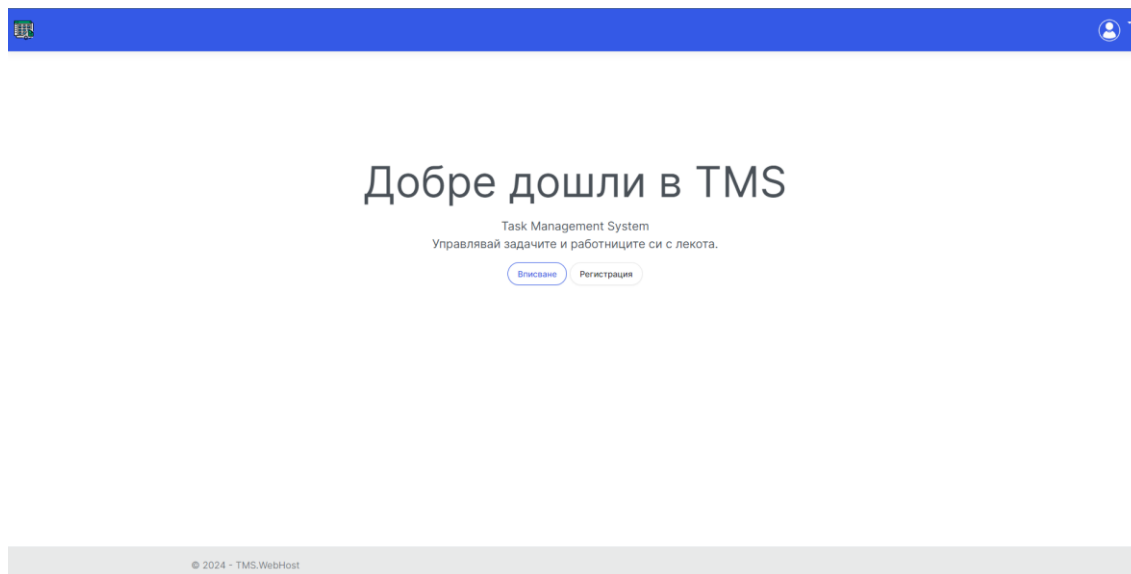 Добре дошли в TMS
Task Management System
Управлявай задачите и работниците си с лекота.
Вписване Регистрация
© 2024 - TMS.WebHost